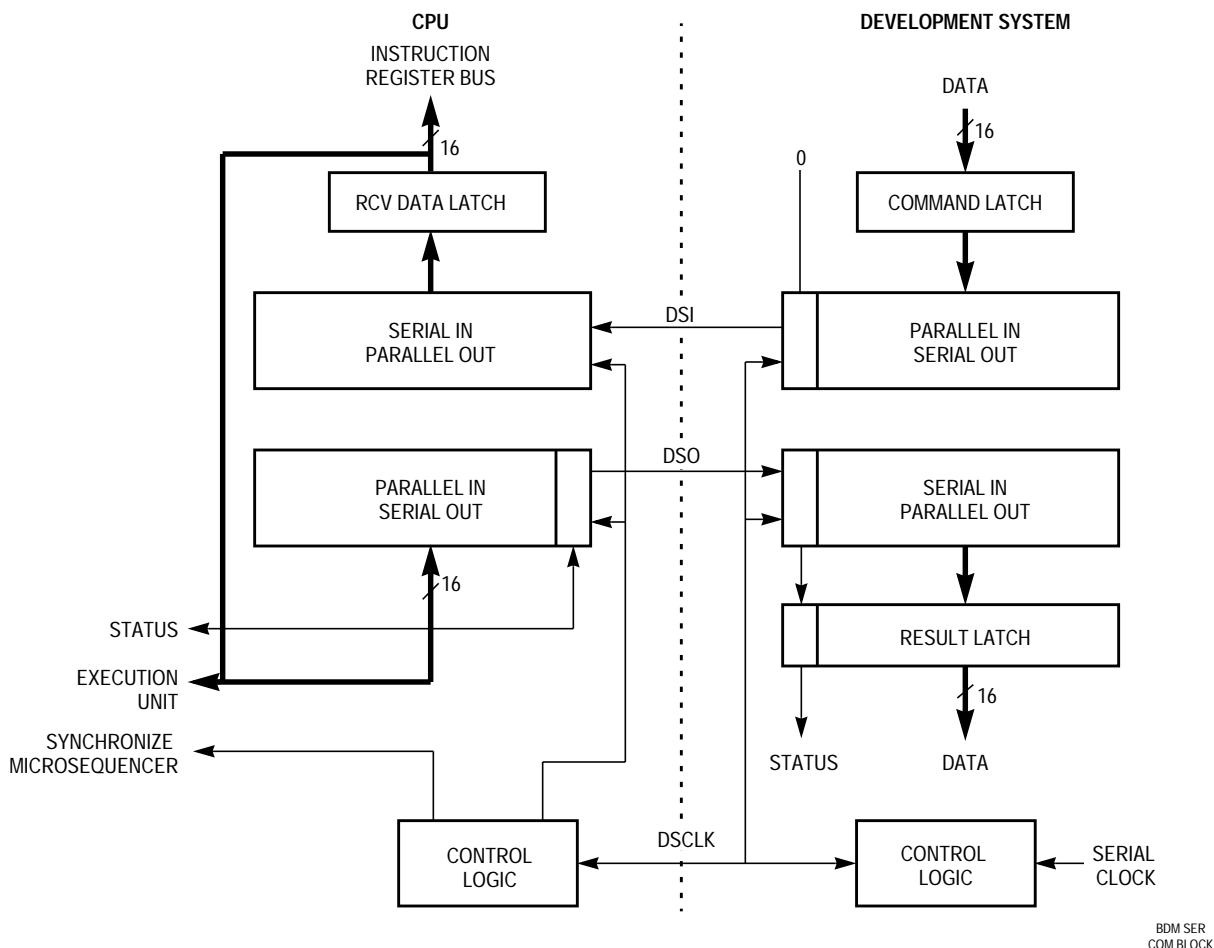 CPU
DEVELOPMENT SYSTEM
INSTRUCTION
REGISTER BUS
DATA
16
16
0
RCV DATA LATCH
COMMAND LATCH
SERIAL IN
PARALLEL OUT
DSI
PARALLEL IN
SERIAL OUT
PARALLEL IN
SERIAL OUT
DSO
SERIAL IN
PARALLEL OUT
16
STATUS
RESULT LATCH
EXECUTION
UNIT
16
SYNCHRONIZE
MICROSEQUENCER
STATUS
DATA
CONTROL
LOGIC
DSCLK
CONTROL
LOGIC
SERIAL
CLOCK
BDM SER
COM BLOCK